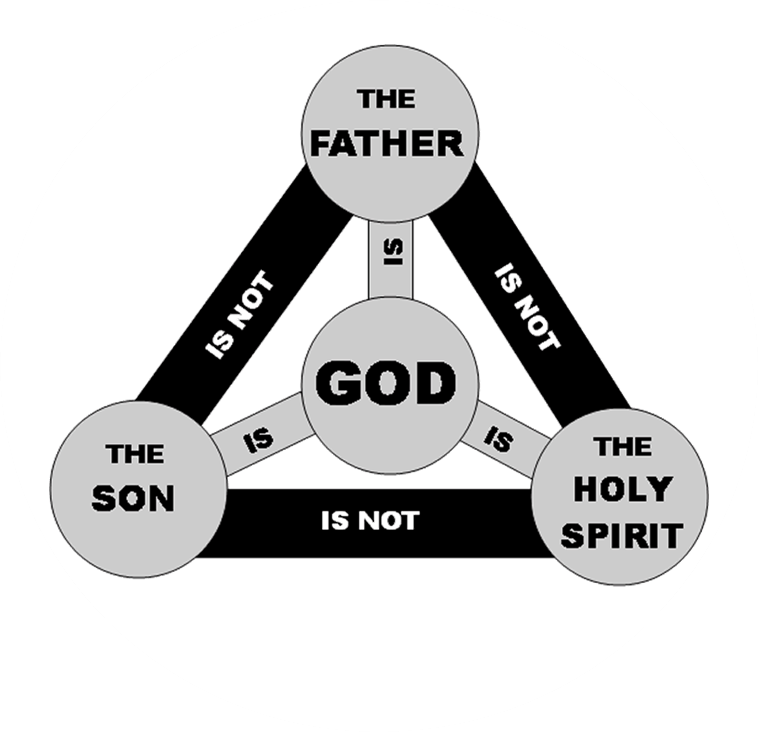 THE
FATHER
IS
IS NOT
IS NOT
GOD
IS
IS
THE
SON
THE
HOLY
SPIRIT
IS NOT